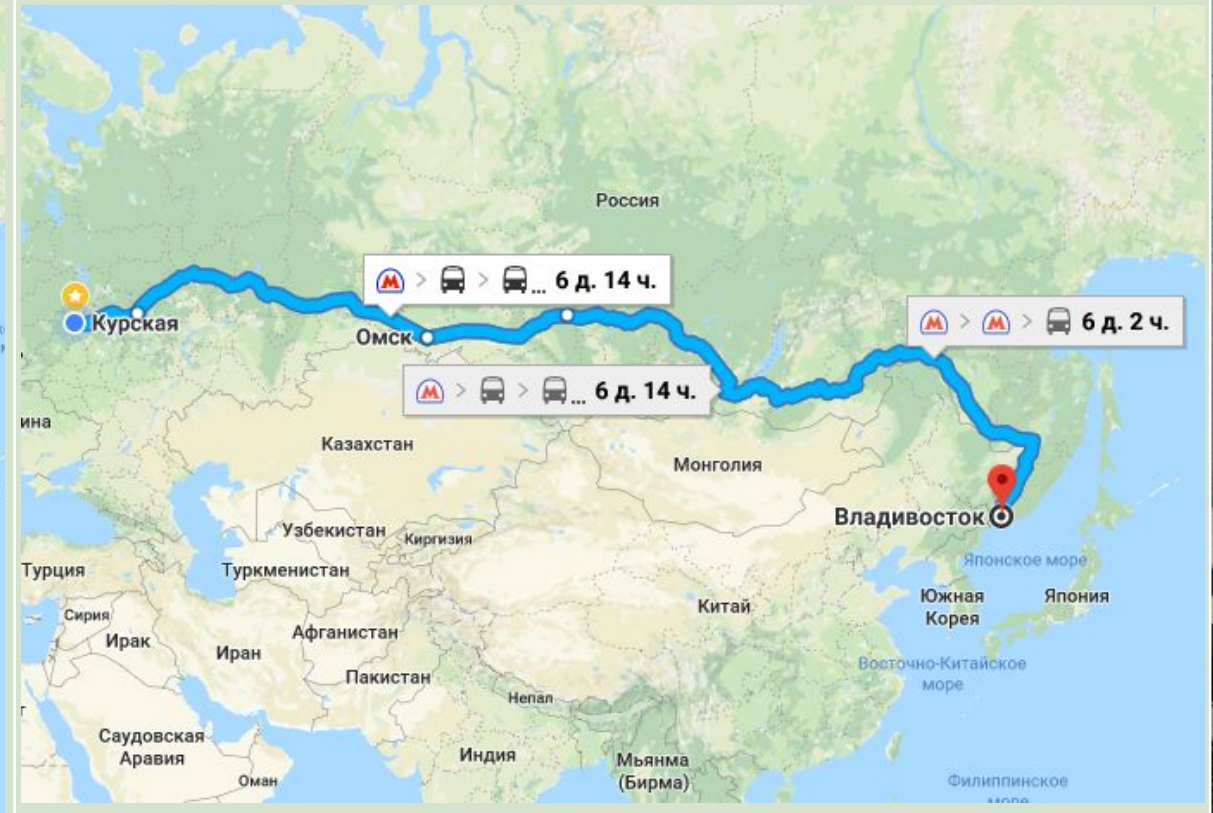 Россия
М > > ... 6 д. 14 ч.
Курская
М > М > 6 д. 2 ч.
Омск
М > > ... 6 д. 14 ч.
ина
Казахстан
Монголия
Владивосток
Узбекистан
Киргизия
Японское море
Турция
Туркменистан
Южная
Корея
Япония
Китай
Сирия
Ирак
Афганистан
Иран
Пакистан
Восточно-Китайское
море
Непал
Саудовская
Аравия
Индия
Мьянма
(Бирма)
Оман
Филиппинское
море